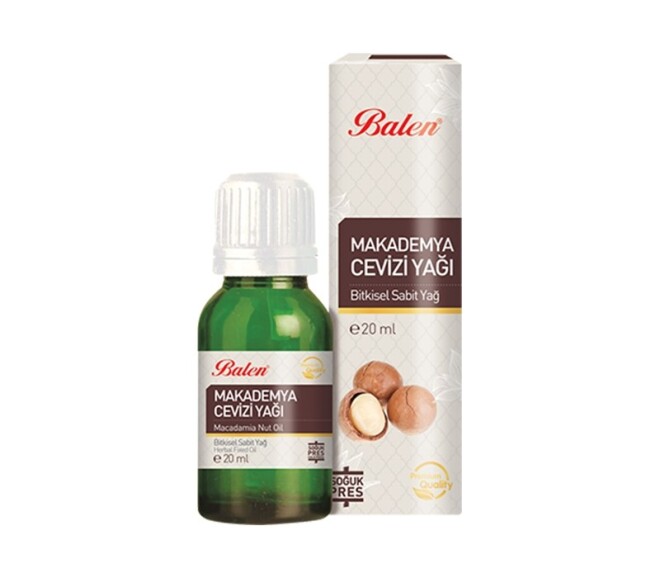 Balen®
MAKADEMYA
CEVİZİ YAĞI
Bitkisel Sabit Yağ
℮20 ml
SOĞUK
PRES
Premium
Quality
Balen®
MAKADEMYA
CEVİZİ YAĞI
Macadamia Nut Oil
Bitkisel Sabit Yağ
Herbal Fixed Oil
℮20 ml
SOĞUK
PRES